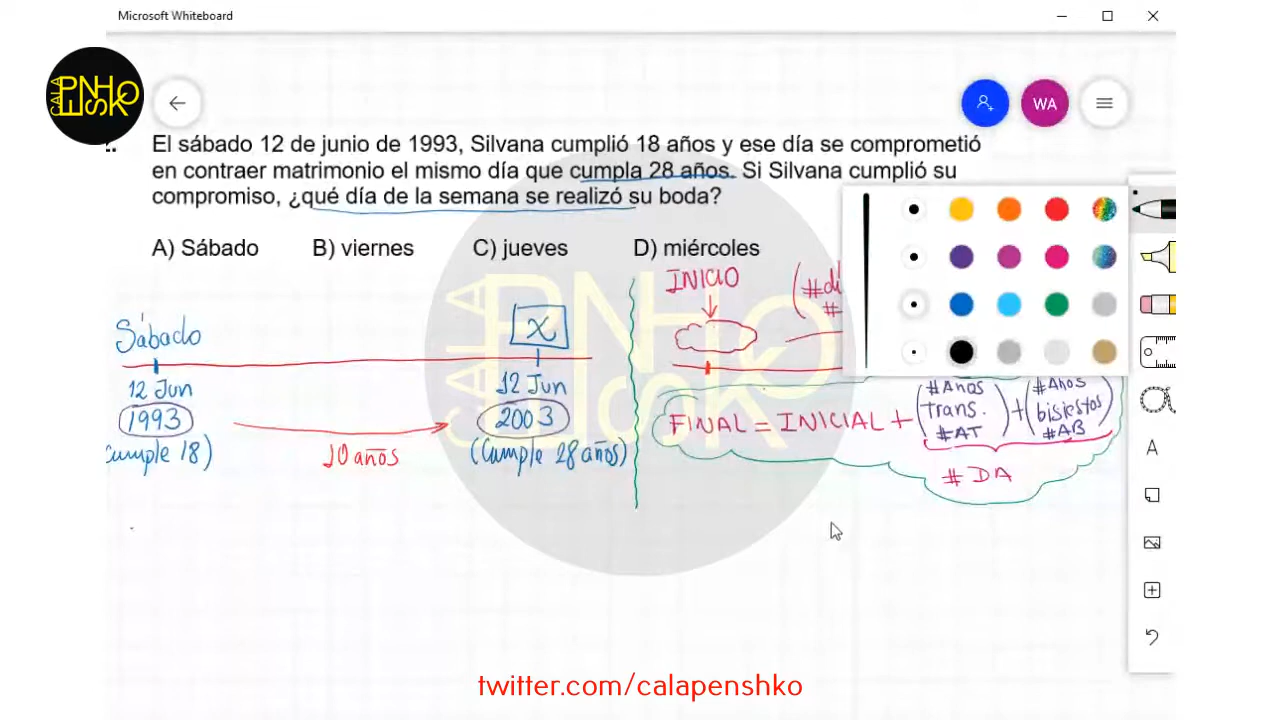 Microsoft Whiteboard
CALA
PENHOESKO
WA
El sábado 12 de junio de 1993, Silvana cumplió 18 años y ese día se comprometió
en contraer matrimonio el mismo día que cumpla 28 años. Si Silvana cumplió su
compromiso, ¿qué día de la semana se realizó su boda?
A) Sábado B) viernes C) jueves D) miércoles
INICIO
(#dí
#
Sábado
x
12 Jun
1993
(cumple 18)
10 años
12 Jun
2003
(Cumple 28 años)
FINAL = INICIAL + (#Años trans. #AT) + (#Años bisiestos #AB)
# DA
A
twitter.com/calapenshko